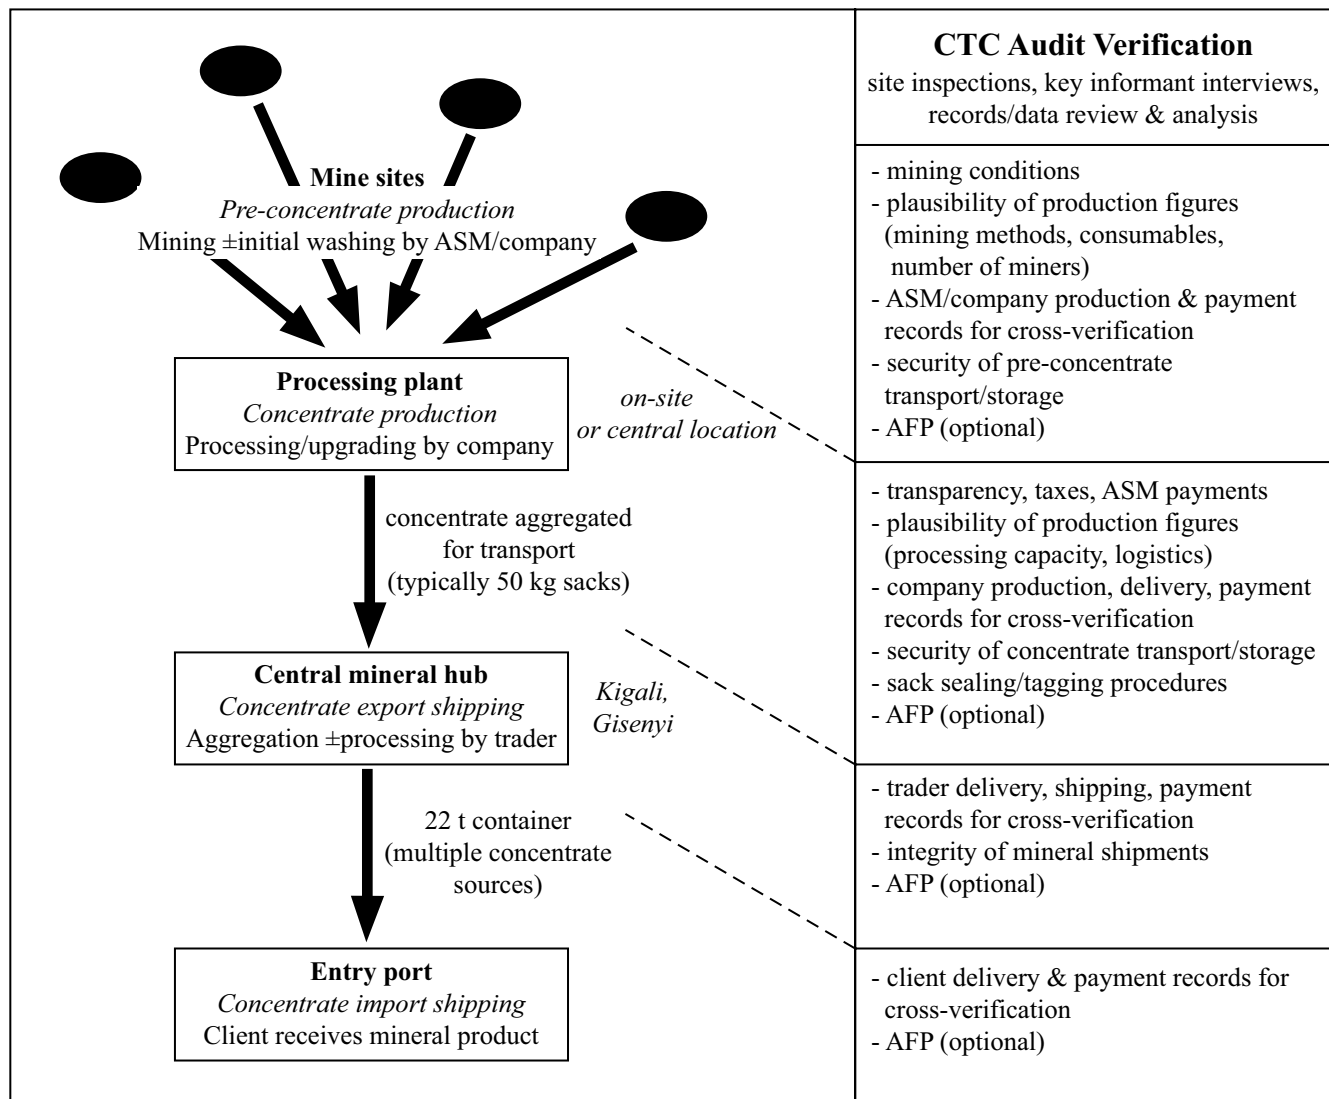 Mine sites
Pre-concentrate production
Mining ±initial washing by ASM/company
Processing plant
Concentrate production
Processing/upgrading by company
on-site
or central location
concentrate aggregated
for transport
(typically 50 kg sacks)
Central mineral hub
Concentrate export shipping
Aggregation ±processing by trader
Kigali,
Gisenyi
22 t container
(multiple concentrate
sources)
Entry port
Concentrate import shipping
Client receives mineral product
CTC Audit Verification
site inspections, key informant interviews,
records/data review & analysis
- mining conditions
- plausibility of production figures
(mining methods, consumables,
number of miners)
- ASM/company production & payment
records for cross-verification
- security of pre-concentrate
transport/storage
- AFP (optional)
- transparency, taxes, ASM payments
- plausibility of production figures
(processing capacity, logistics)
- company production, delivery, payment
records for cross-verification
- security of concentrate transport/storage
- sack sealing/tagging procedures
- AFP (optional)
- trader delivery, shipping, payment
records for cross-verification
- integrity of mineral shipments
- AFP (optional)
- client delivery & payment records for
cross-verification
- AFP (optional)